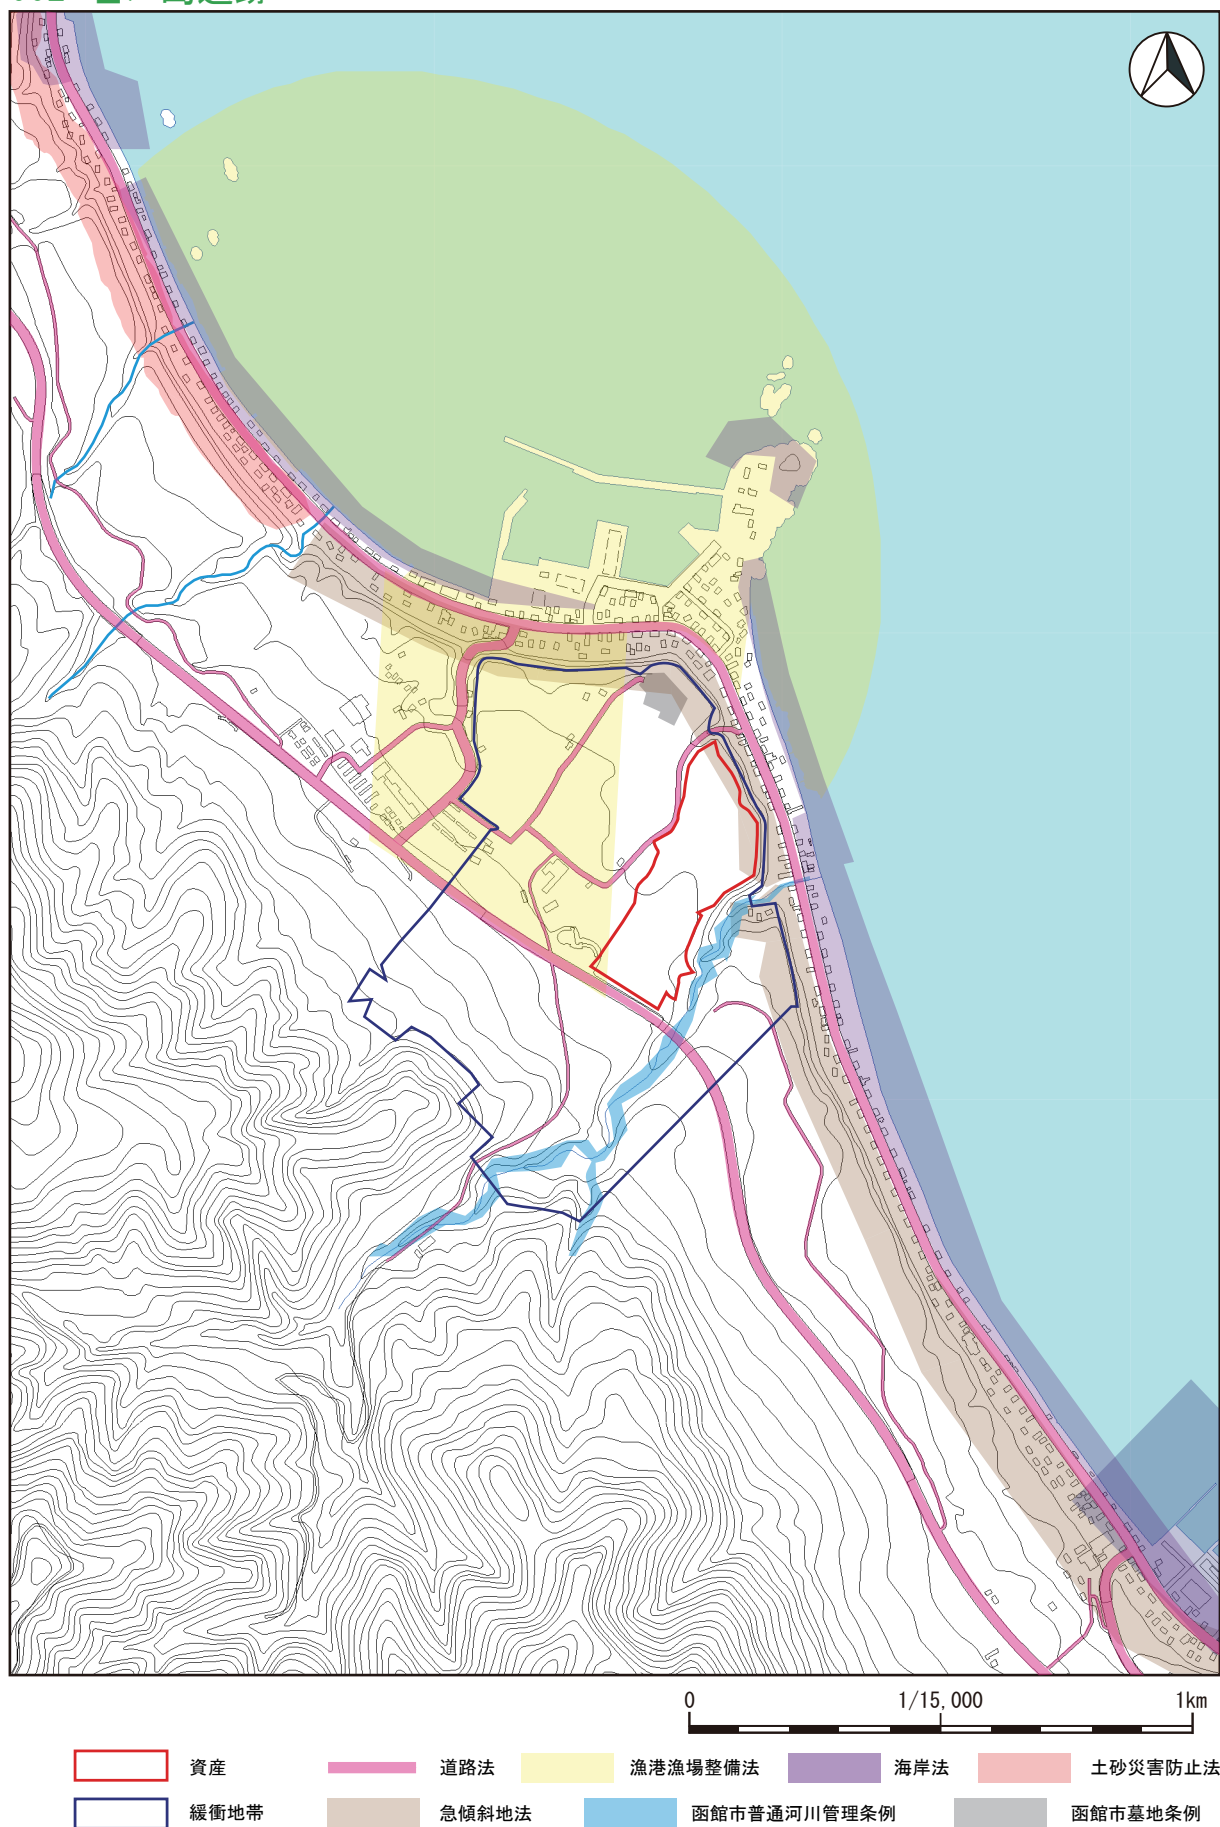 0 1/15,000 1km
資産 道路法 漁港漁場整備法 海岸法 土砂災害防止法
緩衝地帯 急傾斜地法 函館市普通河川管理条例 函館市墓地条例